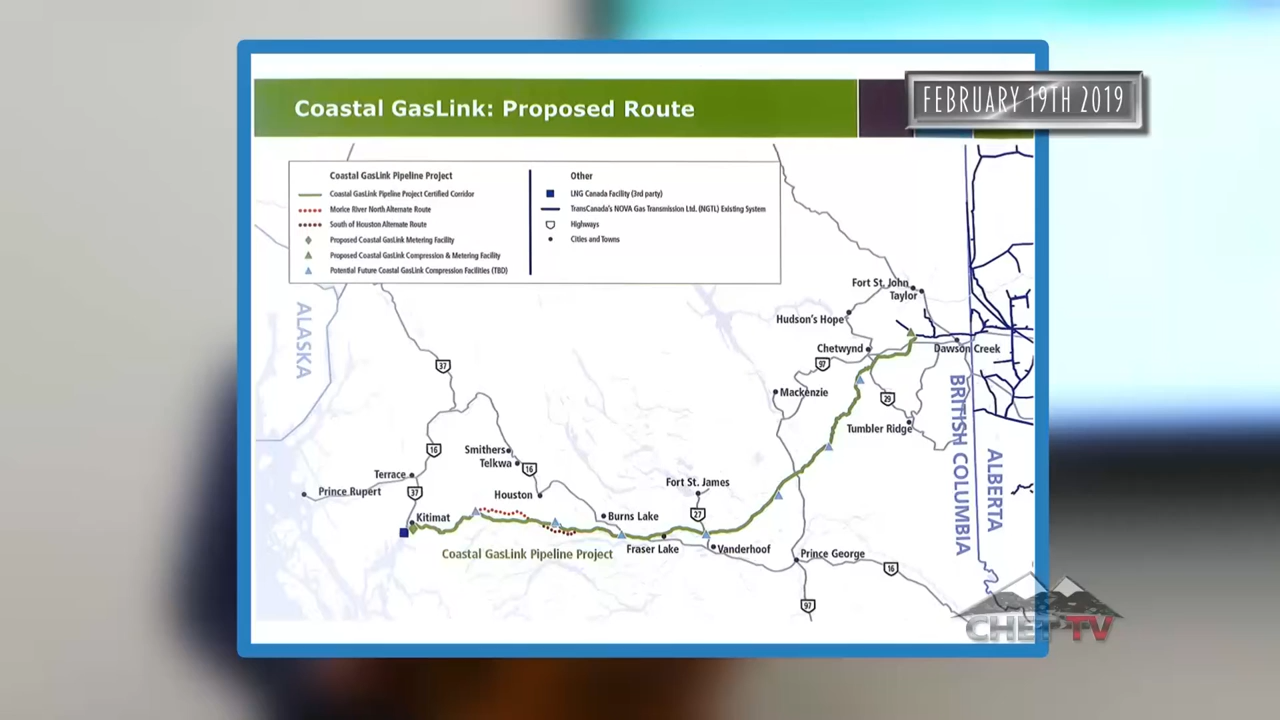 FEBRUARY 19TH 2019
Coastal GasLink: Proposed Route
Coastal GasLink Pipeline Project
Coastal GasLink Pipeline Project Certified Corridor
Morice River North Alternate Route
South of Houston Alternate Route
Proposed Coastal GasLink Metering Facility
Proposed Coastal GasLink Compression & Metering Facility
Potential Future Coastal GasLink Compression Facilities (TBD)
Other
LNG Canada Facility (3rd party)
TransCanada's NOVA Gas Transmission Ltd. (NGTL) Existing System
Highways
Cities and Towns
Fort St. John
Taylor
Hudson's Hope
ALASKA
Chetwynd
Dawson Creek
97
37
Mackenzie
29
BRITISH COLUMBIA
Tumbler Ridge
16
Smithers
Telkwa
16
ALBERTA
Terrace
Fort St. James
Prince Rupert
37
Houston
27
Kitimat
Burns Lake
Coastal GasLink Pipeline Project
Fraser Lake
Vanderhoof
Prince George
16
97
CHET TV